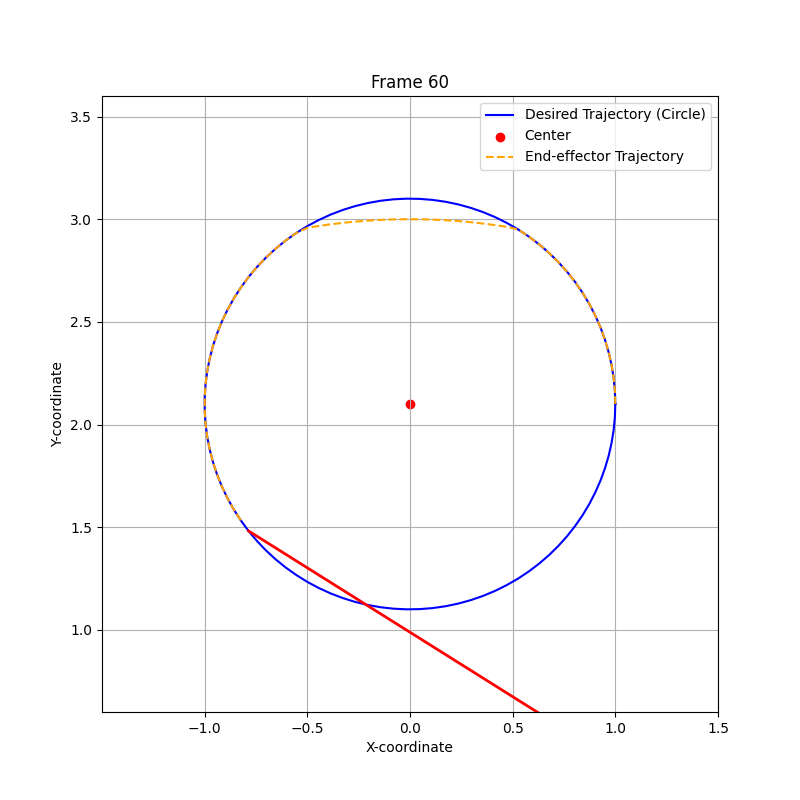 Frame 60
Desired Trajectory (Circle)
Center
End-effector Trajectory
3.5
3.0
2.5
2.0
1.5
1.0
Y-coordinate
−1.0 −0.5 0.0 0.5 1.0 1.5
X-coordinate